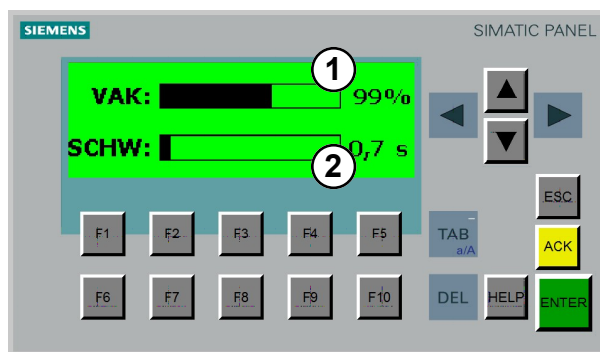 SIEMENS
SIMATIC PANEL
1
VAK: 99%
SCHW: 0,7 s
2
ESC
F1 F2 F3 F4 F5 TAB a/A ACK
F6 F7 F8 F9 F10 DEL HELP ENTER